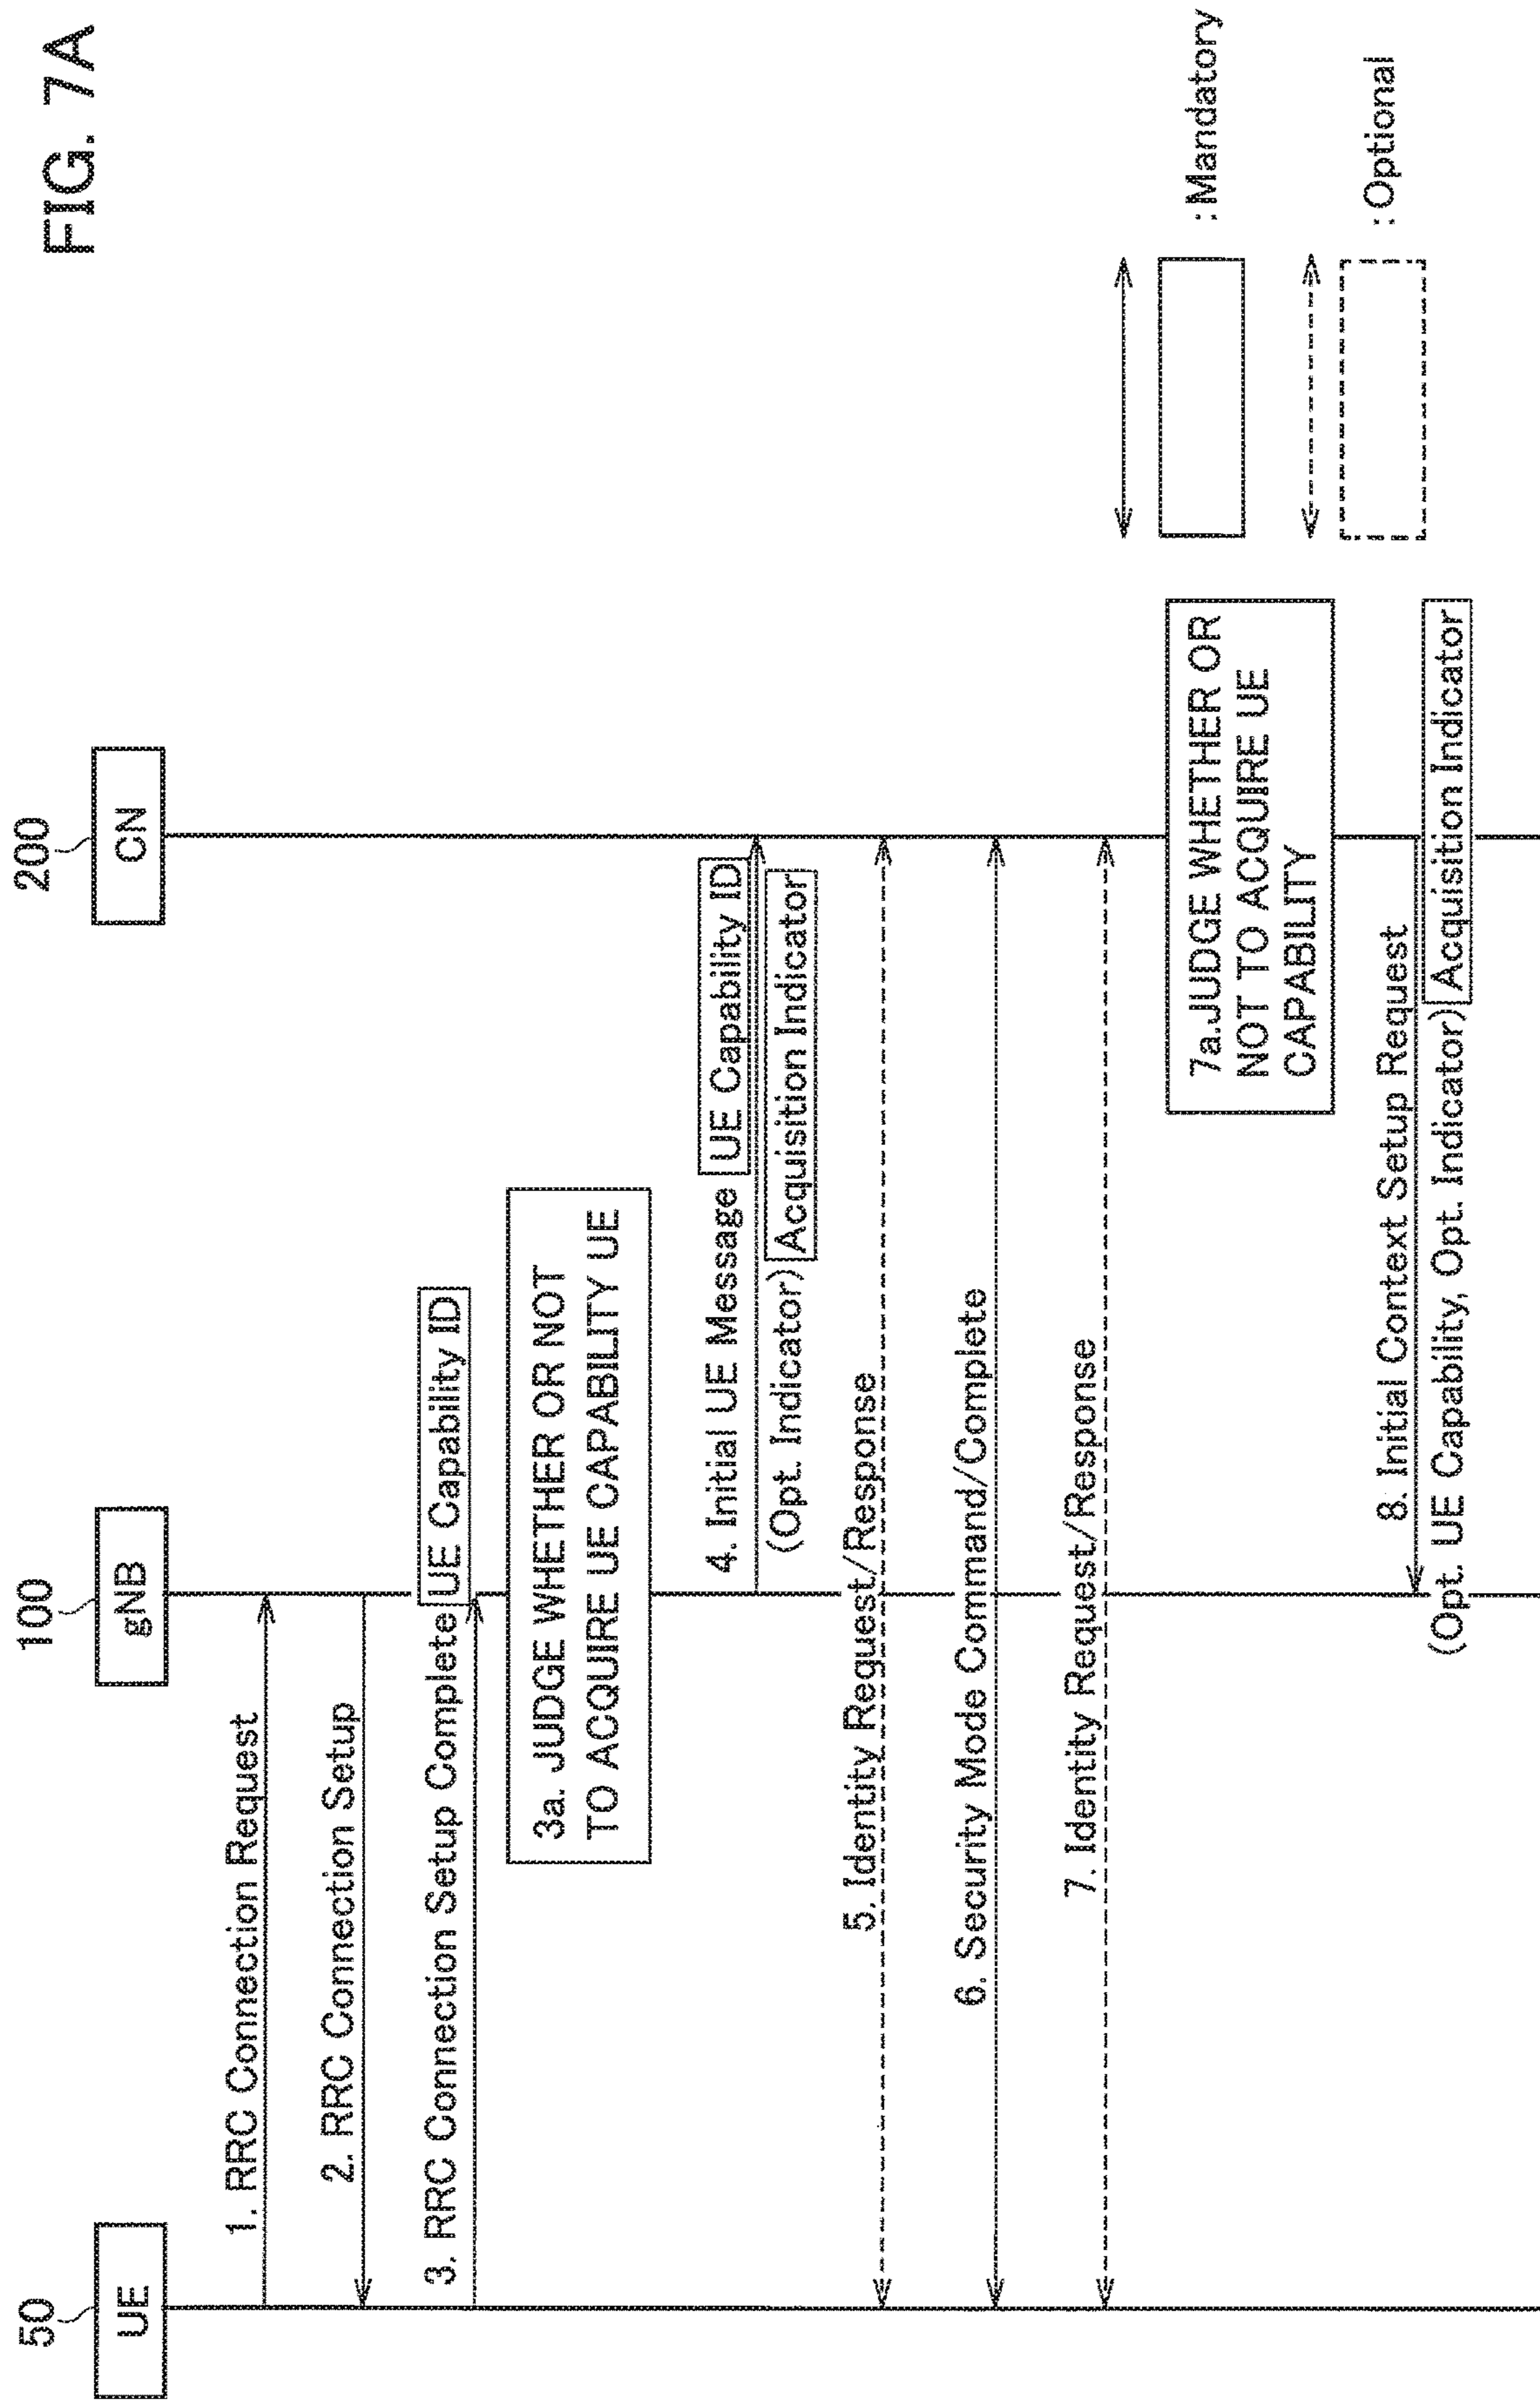 FIG. 7A
50
100
200
UE
gNB
CN
1. RRC Connection Request
2. RRC Connection Setup
3. RRC Connection Setup Complete UE Capability ID
3a. JUDGE WHETHER OR NOT
TO ACQUIRE UE CAPABILITY UE
4. Initial UE Message UE Capability ID
(Opt. Indicator) Acquisition Indicator
5. Identity Request/Response
6. Security Mode Command/Complete
7. Identity Request/Response
7a.JUDGE WHETHER OR
NOT TO ACQUIRE UE
CAPABILITY
8. Initial Context Setup Request
(Opt. UE Capability, Opt. Indicator) Acquisition Indicator
:Mandatory
:Optional